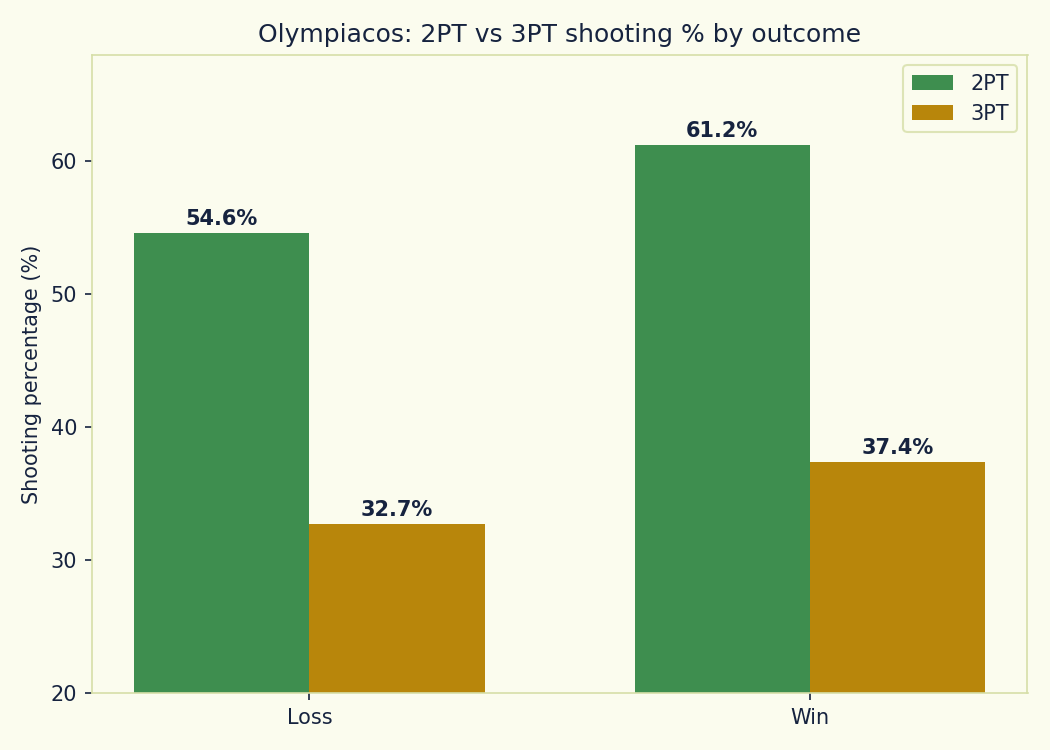 Olympiacos: 2PT vs 3PT shooting % by outcome
2PT
3PT
61.2%
54.6%
37.4%
32.7%
Shooting percentage (%)
60
50
40
30
20
Loss
Win